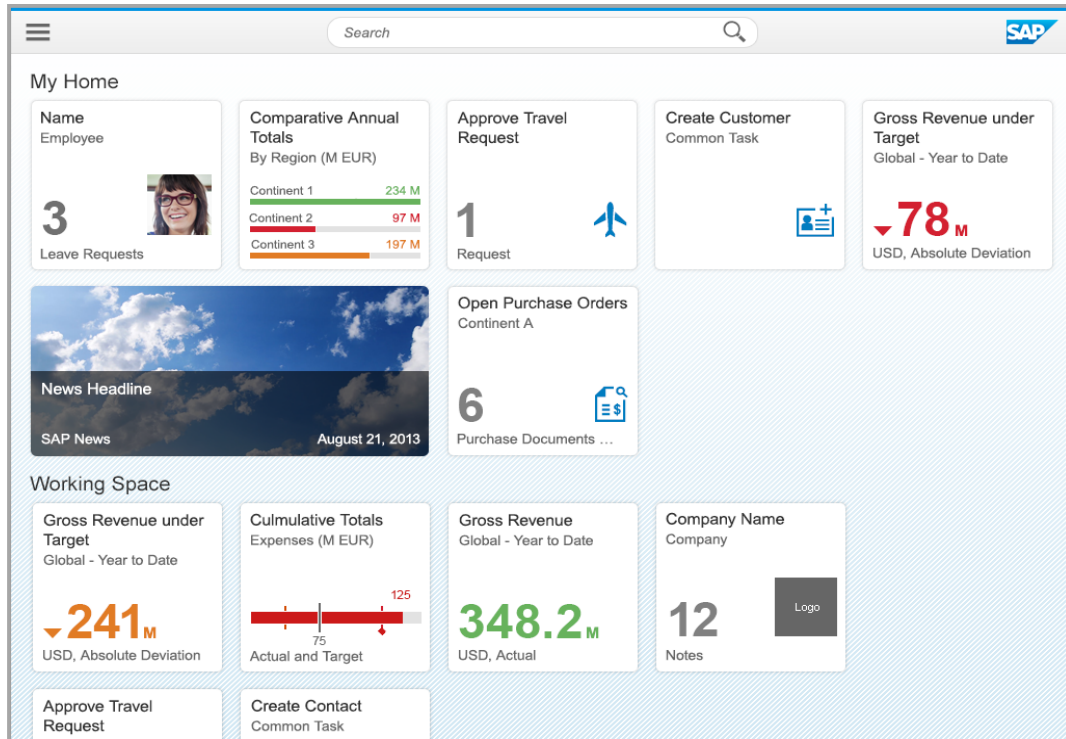 Search
SAP
My Home
Name
Employee
3
Leave Requests
Comparative Annual
Totals
By Region (M EUR)
Continent 1 234 M
Continent 2 97 M
Continent 3 197 M
Approve Travel
Request
1
Request
Create Customer
Common Task
Gross Revenue under
Target
Global - Year to Date
78 M
USD, Absolute Deviation
News Headline
SAP News August 21, 2013
Open Purchase Orders
Continent A
6
Purchase Documents ...
Working Space
Gross Revenue under
Target
Global - Year to Date
241 M
USD, Absolute Deviation
Culmulative Totals
Expenses (M EUR)
125
75
Actual and Target
Gross Revenue
Global - Year to Date
348.2 M
USD, Actual
Company Name
Company
Logo
12
Notes
Approve Travel
Request
Create Contact
Common Task